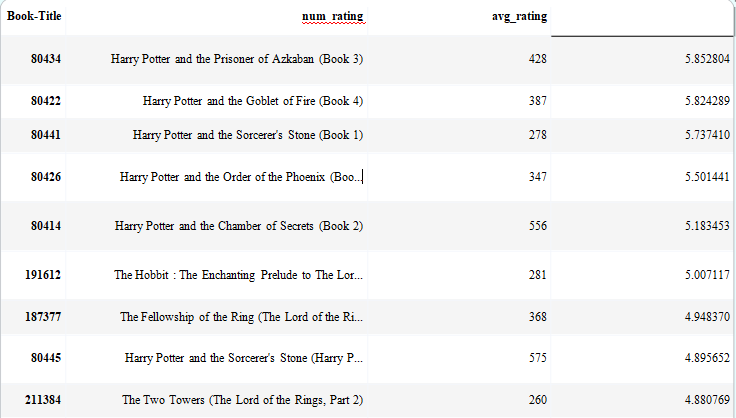 Book-Title num_rating avg_rating
80434 Harry Potter and the Prisoner of Azkaban (Book 3) 428 5.852804
80422 Harry Potter and the Goblet of Fire (Book 4) 387 5.824289
80441 Harry Potter and the Sorcerer's Stone (Book 1) 278 5.737410
80426 Harry Potter and the Order of the Phoenix (Boo... 347 5.501441
80414 Harry Potter and the Chamber of Secrets (Book 2) 556 5.183453
191612 The Hobbit : The Enchanting Prelude to The Lor... 281 5.007117
187377 The Fellowship of the Ring (The Lord of the Ri... 368 4.948370
80445 Harry Potter and the Sorcerer's Stone (Harry P... 575 4.895652
211384 The Two Towers (The Lord of the Rings, Part 2) 260 4.880769